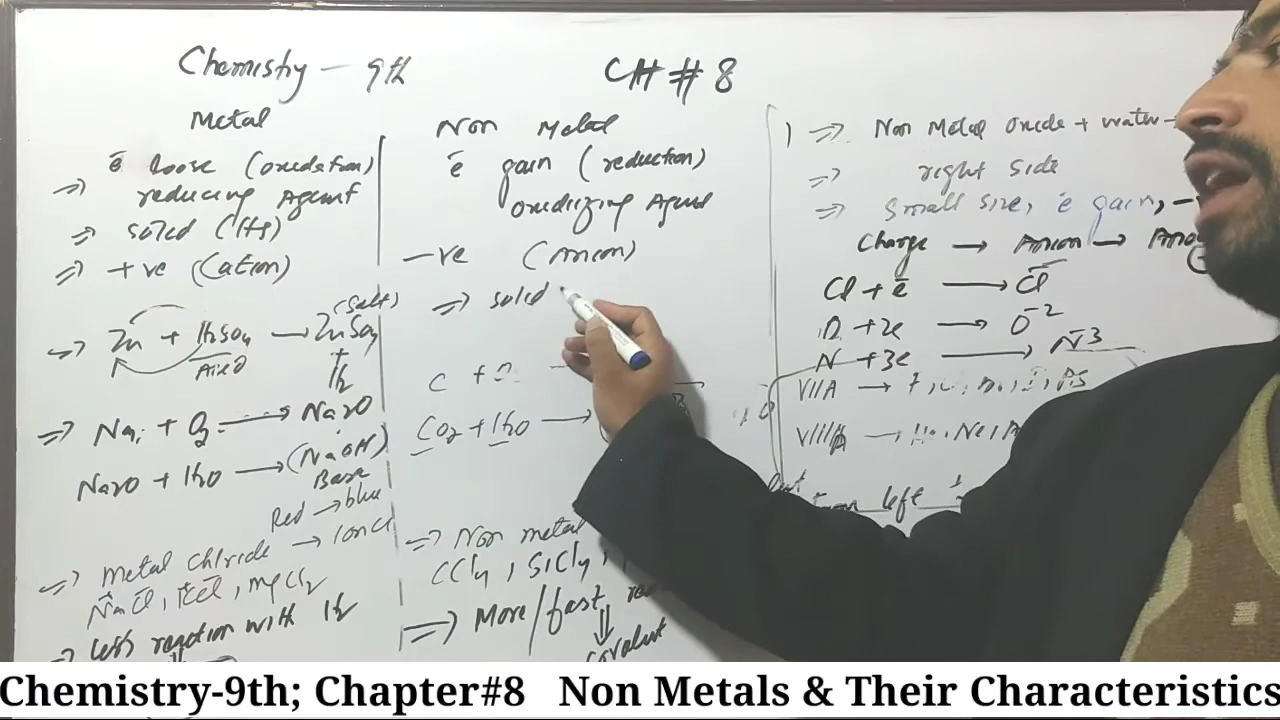 Chemistry — 9th
CH # 8
Metal
ē loose (oxidation)
⇒ reducing Agent
⇒ solid (Hg)
⇒ +ve (Cation)
⇒ Zn + H2SO4 → ZnSO4
(Salt)
Acid
+
H2
⇒ Na + O2 → Na2O
Na2O + H2O → (NaOH)
Base
Red → blue
⇒ Metal chloride → Ionic
NaCl, KCl, MgCl2
⇒ Less reaction with H2
Non Metal
ē gain (reduction)
Oxidizing Agent
-ve (Anion)
⇒ solid
C + O
CO2 + H2O →
⇒ Non metal
CCl4, SiCl4,
⇒ More/fast
covalent
1) ⇒ Non Metal Oxide + water →
⇒ right side
⇒ Small size, ē gain, -
Charge → Anion →
Cl + ē → Cl-
O + 2e → O-2
N + 3e → N-3
VIIA →
VIIIA → He, Ne, A
left
Chemistry-9th; Chapter#8 Non Metals & Their Characteristics